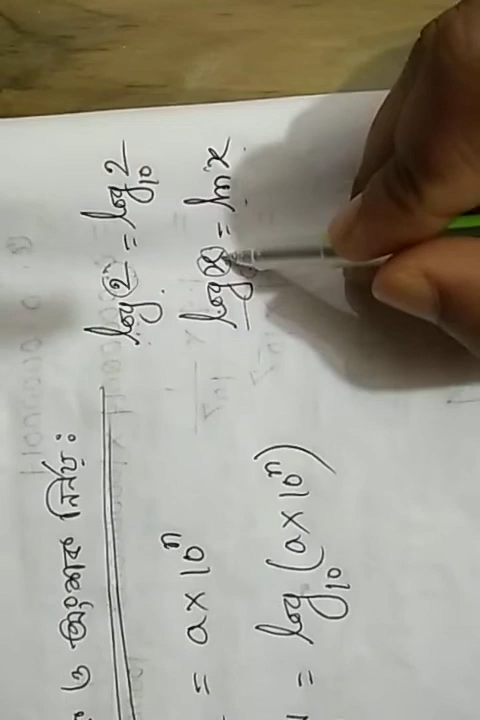 ও অংশক নির্ণয়:
log 2 = log₁₀ 2
= a × 10ⁿ
log x = ln x
= log₁₀ (a × 10ⁿ)